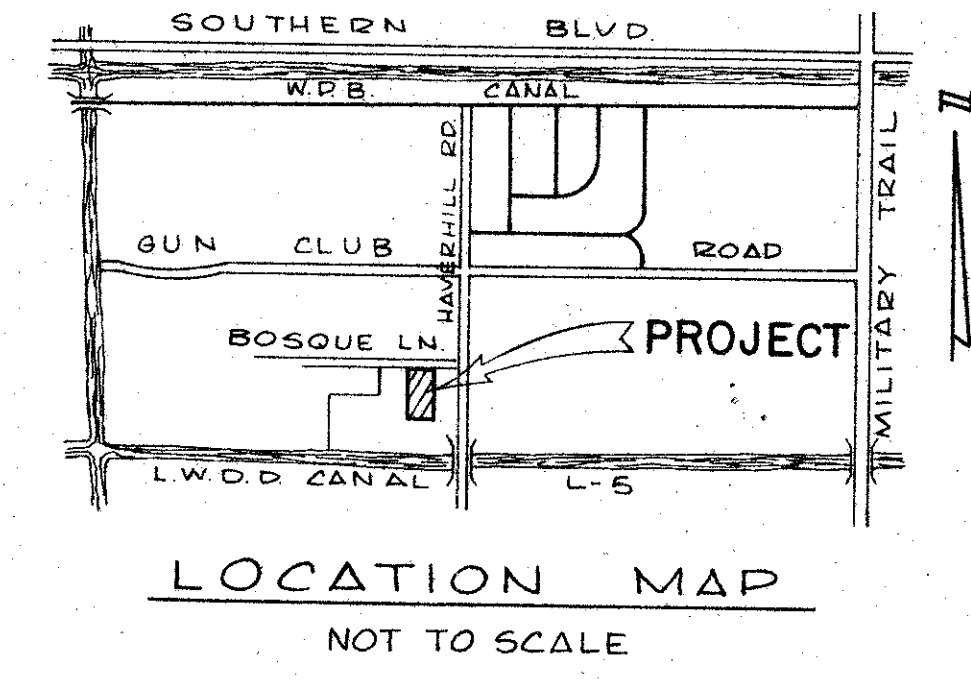 SOUTHERN BLVD.
W.P.B. CANAL
N
HAVERHILL RD.
MILITARY TRAIL
GUN CLUB ROAD
BOSQUE LN.
PROJECT
L.W.D.D. CANAL L-5
LOCATION MAP
NOT TO SCALE